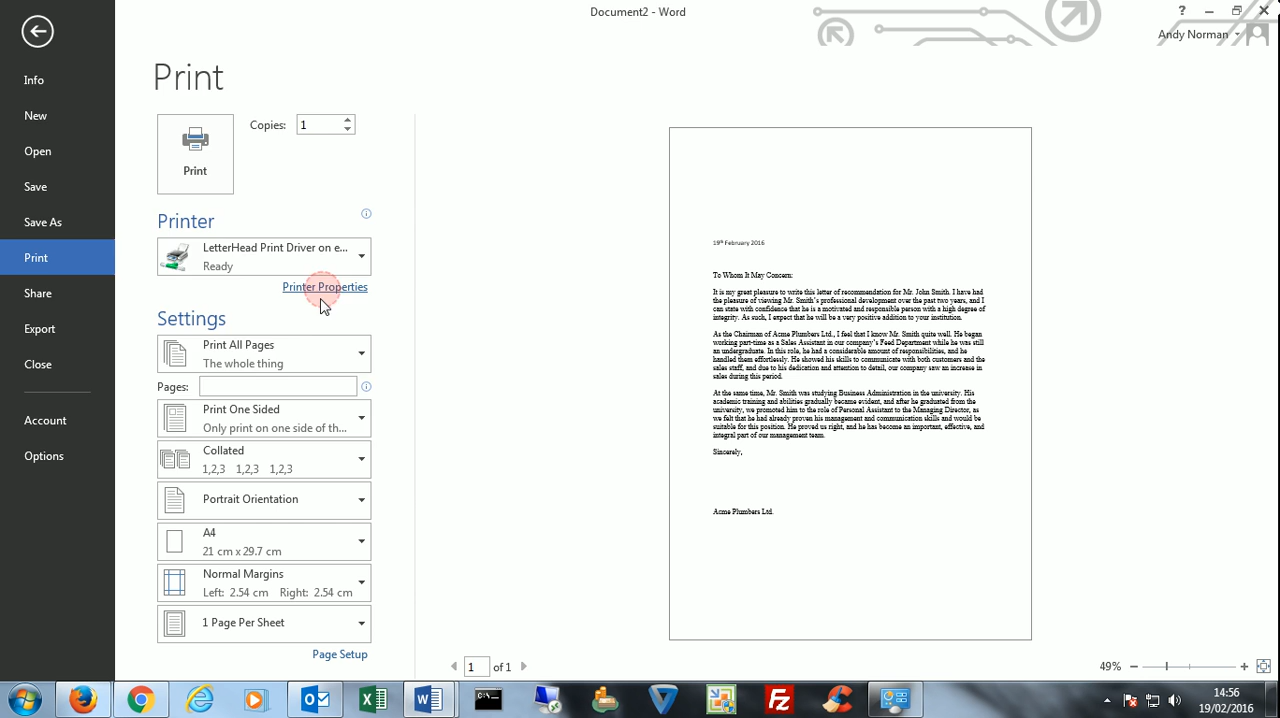 Document2 - Word
?
Andy Norman
Info
New
Open
Save
Save As
Print
Share
Export
Close
Account
Options
Print
Print
Copies: 1
Printer
LetterHead Print Driver on e...
Ready
Printer Properties
Settings
Print All Pages
The whole thing
Pages:
Print One Sided
Only print on one side of th...
Collated
1,2,3 1,2,3 1,2,3
Portrait Orientation
A4
21 cm x 29.7 cm
Normal Margins
Left: 2.54 cm Right: 2.54 cm
1 Page Per Sheet
Page Setup
19th February 2016
To Whom It May Concern:
It is my great pleasure to write this letter of recommendation for Mr. John Smith. I have had
the pleasure of viewing Mr. Smith's professional development over the past two years, and I
can state with confidence that he is a motivated and responsible person with a high degree of
integrity. As such, I expect that he will be a very positive addition to your institution.
As the Chairman of Acme Plumbers Ltd., I feel that I know Mr. Smith quite well. He began
working part-time as a Sales Assistant in our company's Feed Department while he was still
an undergraduate. In this role, he had a considerable amount of responsibilities, and he
handled them effortlessly. He showed his skills to communicate with both customers and the
sales staff, and due to his dedication and attention to detail, our company saw an increase in
sales during this period.
At the same time, Mr. Smith was studying Business Administration in the university. His
academic training and abilities gradually became evident, and after he graduated from the
university, we promoted him to the role of Personal Assistant to the Managing Director, as
we felt that he had already proven his management and communication skills and would be
suitable for this position. He proved us right, and he has become an important, effective, and
integral part of our management team.
Sincerely,
Acme Plumbers Ltd.
1 of 1
49%
14:56
19/02/2016